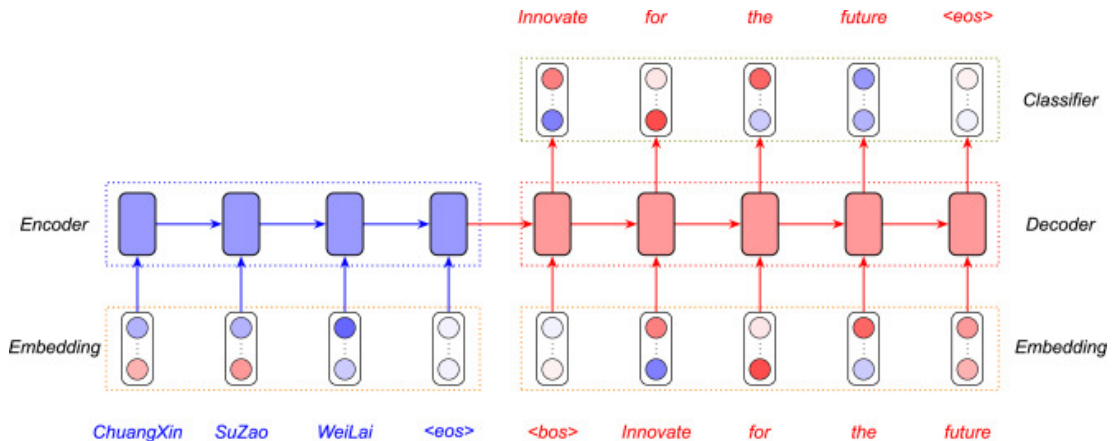 Innovate for the future <eos>
Classifier
Encoder
Decoder
Embedding
Embedding
ChuangXin SuZao WeiLai <eos> <bos> Innovate for the future